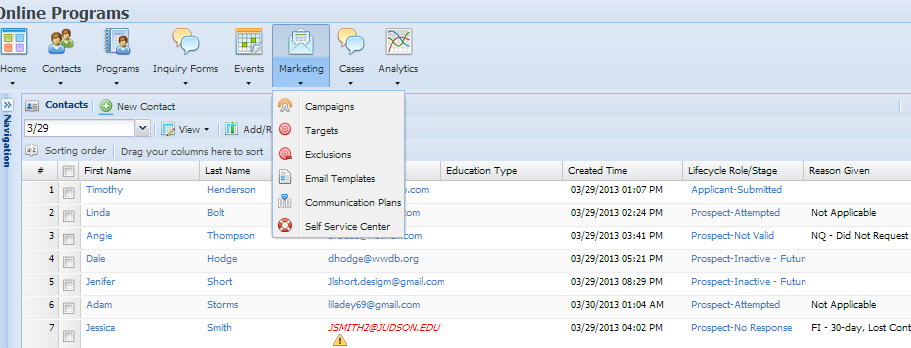 Online Programs
Home Contacts Programs Inquiry Forms Events Marketing Cases Analytics
Contacts New Contact
Campaigns
Targets
Exclusions
Email Templates
Communication Plans
Self Service Center
Navigation
3/29 View Add/R
Sorting order Drag your columns here to sort
# First Name Last Name Education Type Created Time Lifecycle Role/Stage Reason Given
1 Timothy Henderson .com 03/29/2013 01:07 PM Applicant-Submitted
2 Linda Bolt .com 03/29/2013 02:24 PM Prospect-Attempted Not Applicable
3 Angie Thompson .com 03/29/2013 03:41 PM Prospect-Not Valid NQ - Did Not Request
4 Dale Hodge dhodge@wwdb.org 03/29/2013 05:21 PM Prospect-Inactive - Futur
5 Jenifer Short Jlshort.desigm@gmail.com 03/29/2013 08:29 PM Prospect-Inactive - Futur
6 Adam Storms liladey69@gmail.com 03/30/2013 01:04 AM Prospect-Attempted Not Applicable
7 Jessica Smith JSMITH2@JUDSON.EDU 03/29/2013 04:02 PM Prospect-No Response FI - 30-day, Lost Cont